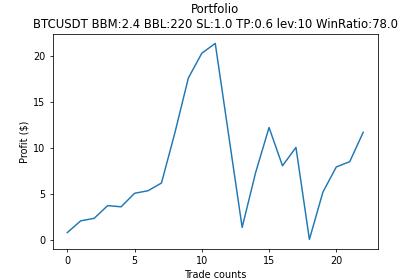 Portfolio
BTCUSDT BBM:2.4 BBL:220 SL:1.0 TP:0.6 lev:10 WinRatio:78.0
20
15
10
5
0
Profit ($)
0 5 10 15 20
Trade counts